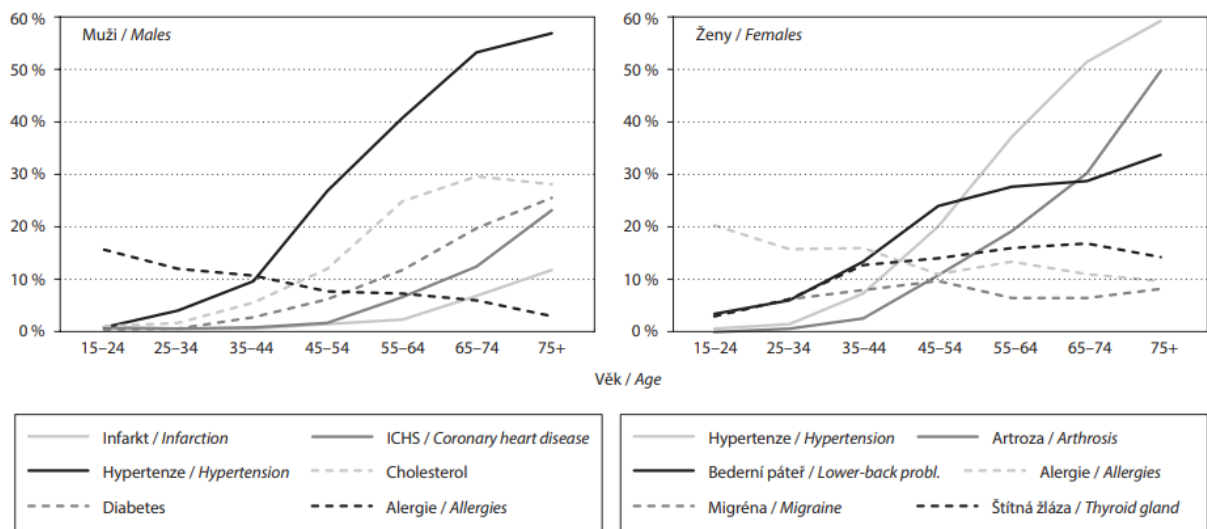 60 %
50 %
40 %
30 %
20 %
10 %
0 %
Muži / Males
15–24 25–34 35–44 45–54 55–64 65–74 75+
60 %
50 %
40 %
30 %
20 %
10 %
0 %
Ženy / Females
15–24 25–34 35–44 45–54 55–64 65–74 75+
Věk / Age
Infarkt / Infarction ICHS / Coronary heart disease
Hypertenze / Hypertension Cholesterol
Diabetes Alergie / Allergies
Hypertenze / Hypertension Artroza / Arthrosis
Bederní páteř / Lower-back probl. Alergie / Allergies
Migréna / Migraine Štítná žláza / Thyroid gland